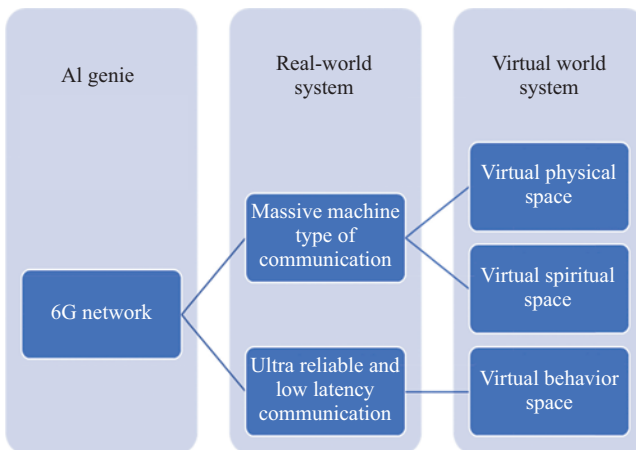 Al genie
Real-world
system
Virtual world
system
6G network
Massive machine
type of
communication
Ultra reliable and
low latency
communication
Virtual physical
space
Virtual spiritual
space
Virtual behavior
space